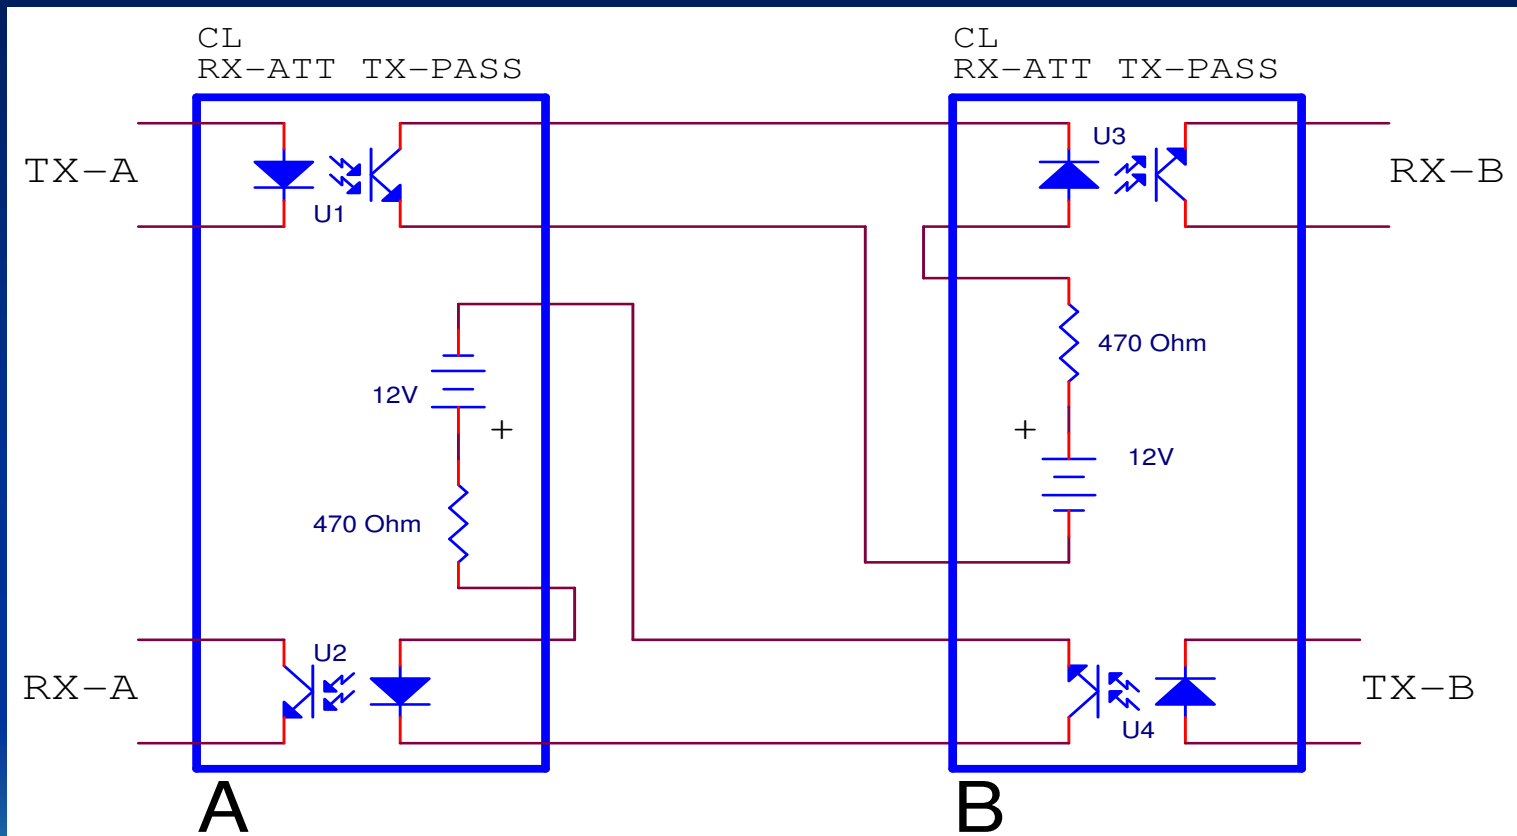 CL
RX-ATT TX-PASS
CL
RX-ATT TX-PASS
TX-A
U1
U3
RX-B
12V
+
470 Ohm
470 Ohm
+
12V
RX-A
U2
U4
TX-B
A
B